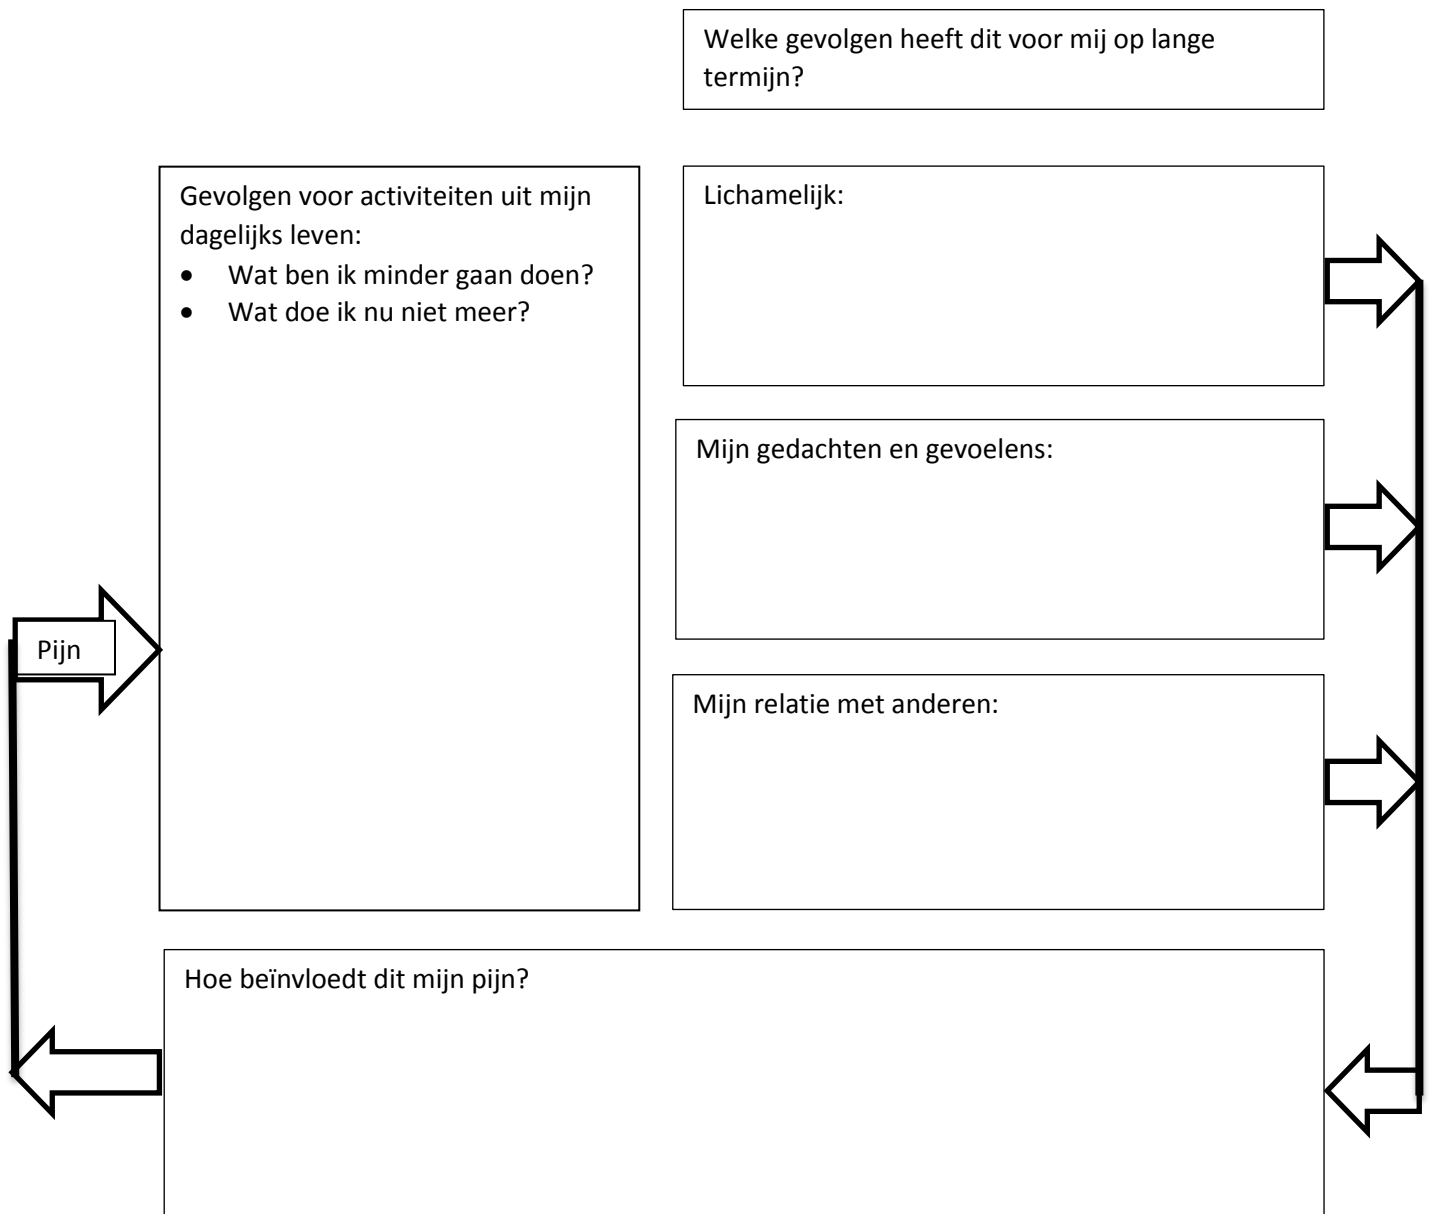 Welke gevolgen heeft dit voor mij op lange
termijn?
Gevolgen voor activiteiten uit mijn
dagelijks leven:
• Wat ben ik minder gaan doen?
• Wat doe ik nu niet meer?
Lichamelijk:
Mijn gedachten en gevoelens:
Pijn
Mijn relatie met anderen:
Hoe beïnvloedt dit mijn pijn?